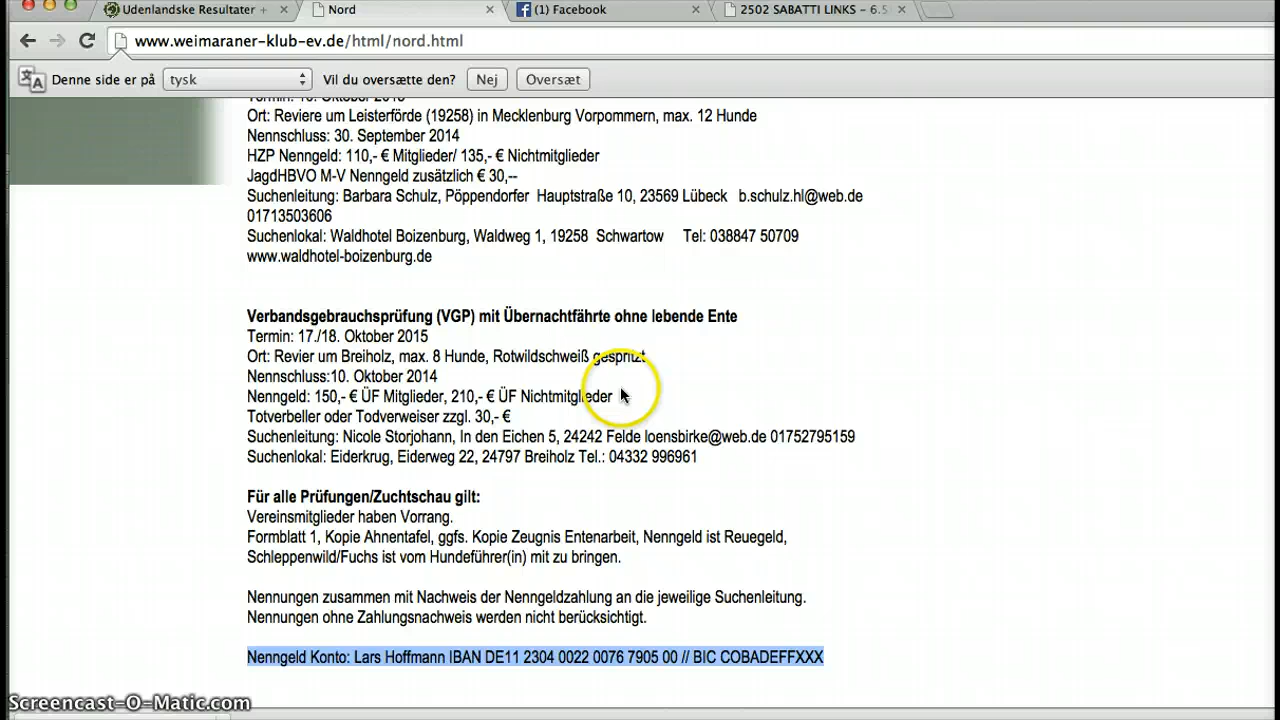 Udenlandske Resultater +
Nord
(1) Facebook
2502 SABATTI LINKS – 6.5
www.weimaraner-klub-ev.de/html/nord.html
Denne side er på tysk Vil du oversætte den? Nej Oversæt
Ort: Reviere um Leisterförde (19258) in Mecklenburg Vorpommern, max. 12 Hunde
Nennschluss: 30. September 2014
HZP Nenngeld: 110,- € Mitglieder/ 135,- € Nichtmitglieder
JagdHBVO M-V Nenngeld zusätzlich € 30,--
Suchenleitung: Barbara Schulz, Pöppendorfer Hauptstraße 10, 23569 Lübeck b.schulz.hl@web.de
01713503606
Suchenlokal: Waldhotel Boizenburg, Waldweg 1, 19258 Schwartow Tel: 038847 50709
www.waldhotel-boizenburg.de
Verbandsgebrauchsprüfung (VGP) mit Übernachtfährte ohne lebende Ente
Termin: 17./18. Oktober 2015
Ort: Revier um Breiholz, max. 8 Hunde, Rotwildschweiß gespritzt
Nennschluss:10. Oktober 2014
Nenngeld: 150,- € ÜF Mitglieder, 210,- € ÜF Nichtmitglieder
Totverbeller oder Todverweiser zzgl. 30,- €
Suchenleitung: Nicole Storjohann, In den Eichen 5, 24242 Felde loensbirke@web.de 01752795159
Suchenlokal: Eiderkrug, Eiderweg 22, 24797 Breiholz Tel.: 04332 996961
Für alle Prüfungen/Zuchtschau gilt:
Vereinsmitglieder haben Vorrang.
Formblatt 1, Kopie Ahnentafel, ggfs. Kopie Zeugnis Entenarbeit, Nenngeld ist Reuegeld,
Schleppenwild/Fuchs ist vom Hundeführer(in) mit zu bringen.
Nennungen zusammen mit Nachweis der Nenngeldzahlung an die jeweilige Suchenleitung.
Nennungen ohne Zahlungsnachweis werden nicht berücksichtigt.
Nenngeld Konto: Lars Hoffmann IBAN DE11 2304 0022 0076 7905 00 // BIC COBADEFFXXX
Screencast-O-Matic.com